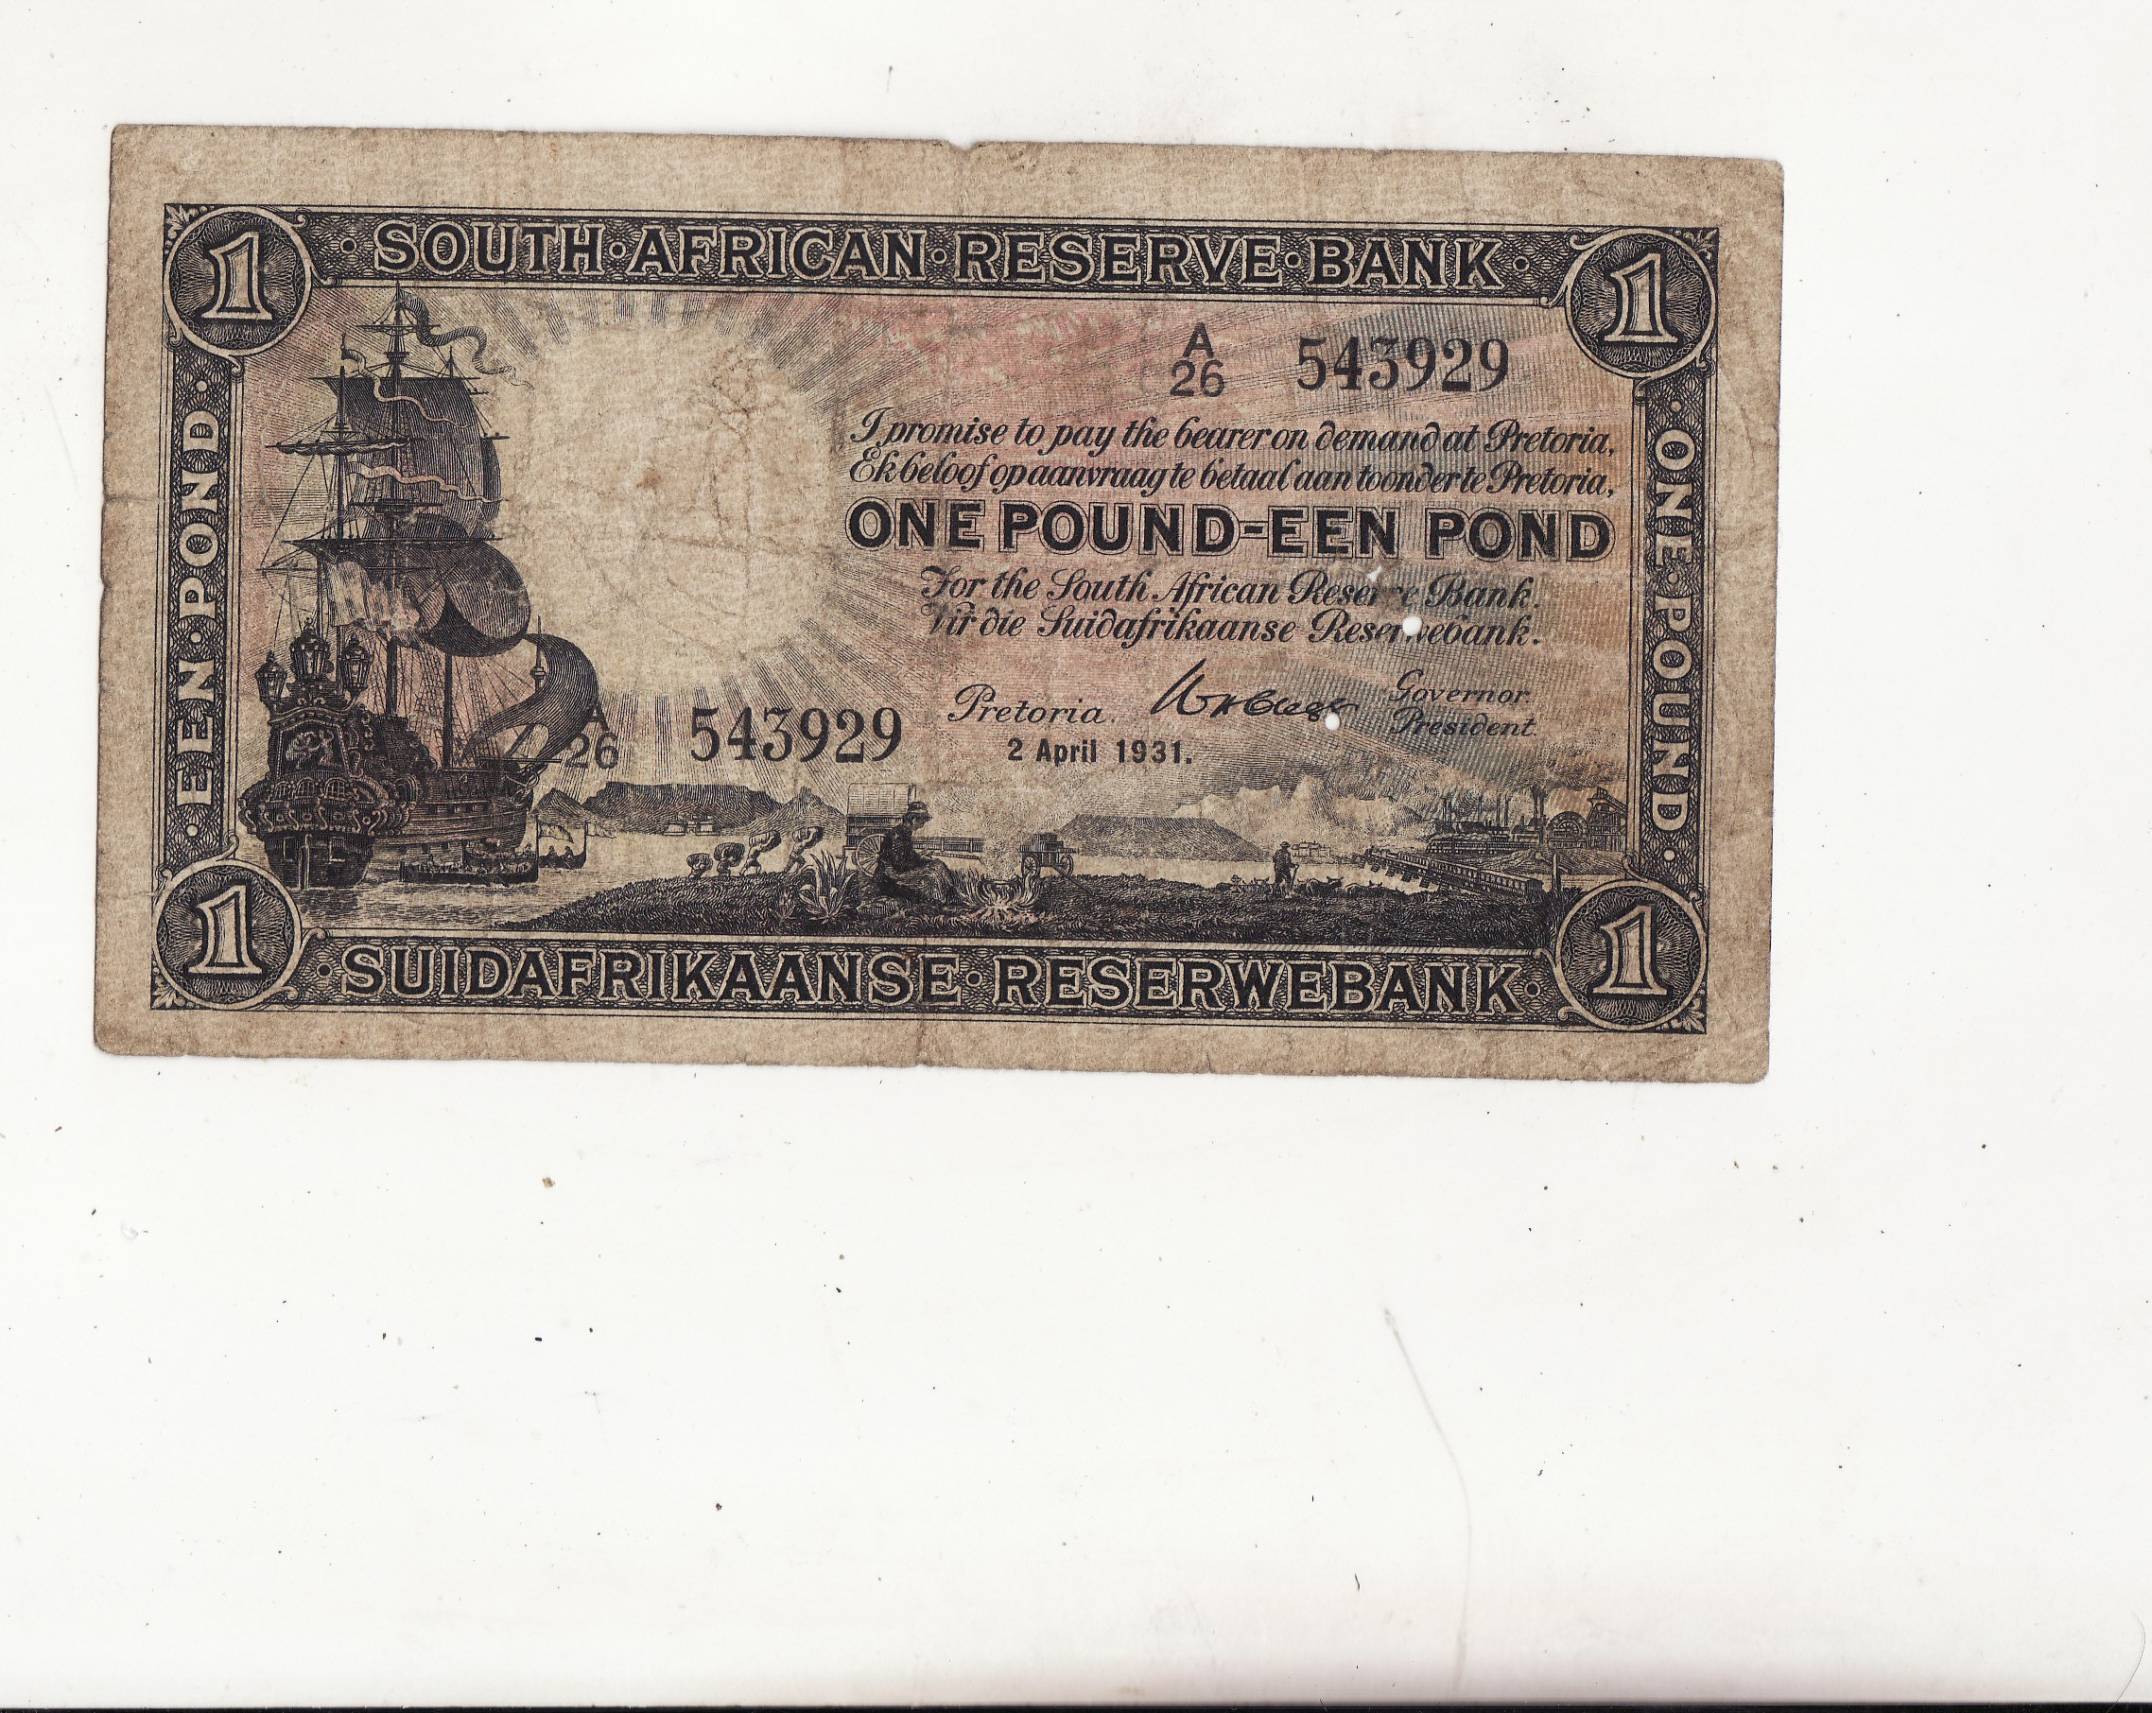 1 SOUTH·AFRICAN·RESERVE·BANK 1
A
26 543929
I promise to pay the bearer on demand at Pretoria,
Ek beloof op aanvraag te betaal aan toonder te Pretoria,
ONE POUND-EEN POND
For the South African Reserve Bank.
Vir die Suidafrikaanse Reserwebank.
Pretoria. Governor.
President.
2 April 1931.
A
26 543929
EEN·POND
ONE·POUND
1 SUIDAFRIKAANSE·RESERWEBANK 1